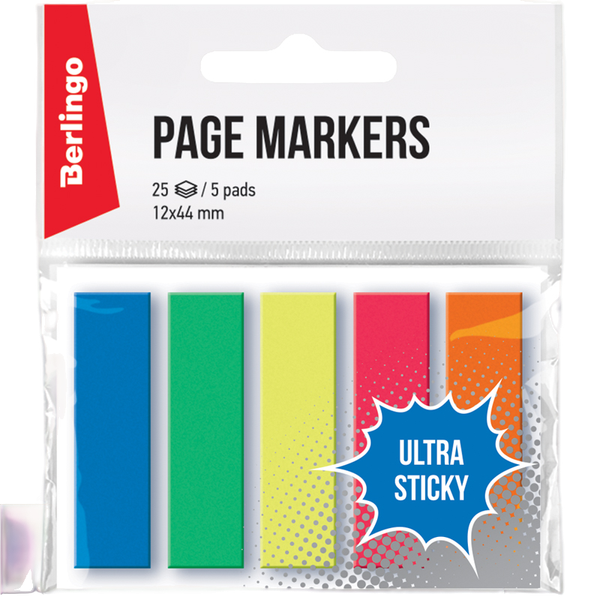 Berlingo
PAGE MARKERS
25 / 5 pads
12x44 mm
ULTRA
STICKY